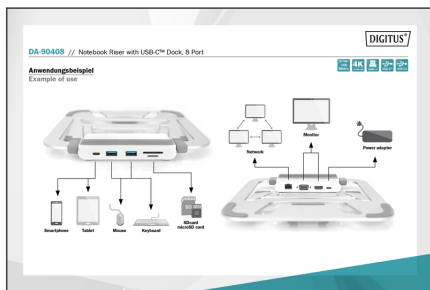 DIGITUS®
DA-90408 // Notebook Riser with USB-C™ Dock, 8 Port
4K
Anwendungsbeispiel
Example of use
Network
Monitor
Power adapter
Smartphone
Tablet
Mouse
Keyboard
SDcard
microSD card